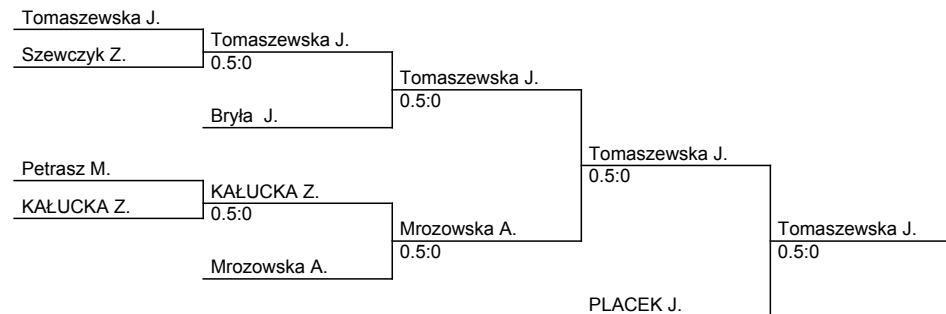 Tomaszewska J.
Szewczyk Z.
Tomaszewska J.
0.5:0
Tomaszewska J.
0.5:0
Bryła J.
Tomaszewska J.
0.5:0
Petrasz M.
KAŁUCKA Z.
KAŁUCKA Z.
0.5:0
Mrozowska A.
0.5:0
Tomaszewska J.
0.5:0
Mrozowska A.
PLACEK J.